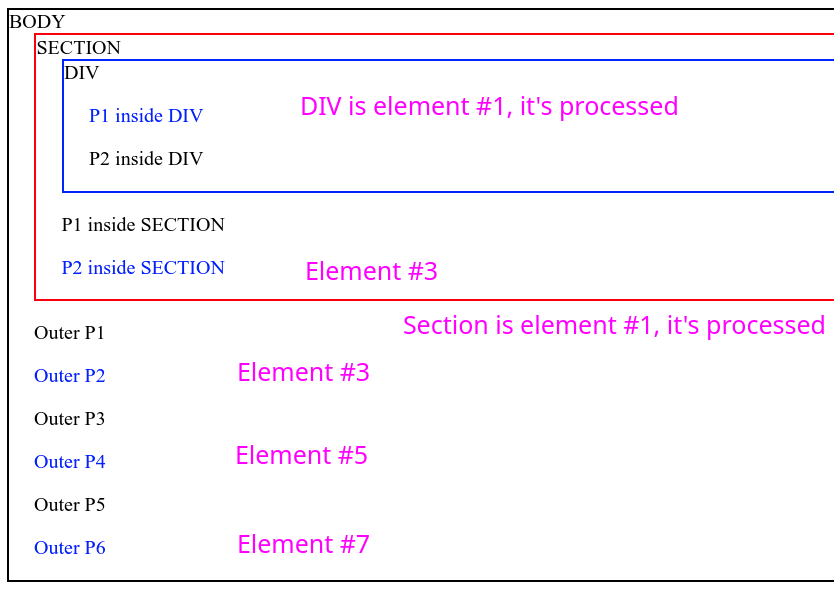 BODY
SECTION
DIV
P1 inside DIV
DIV is element #1, it's processed
P2 inside DIV
P1 inside SECTION
P2 inside SECTION
Element #3
Section is element #1, it's processed
Outer P1
Outer P2
Element #3
Outer P3
Outer P4
Element #5
Outer P5
Outer P6
Element #7